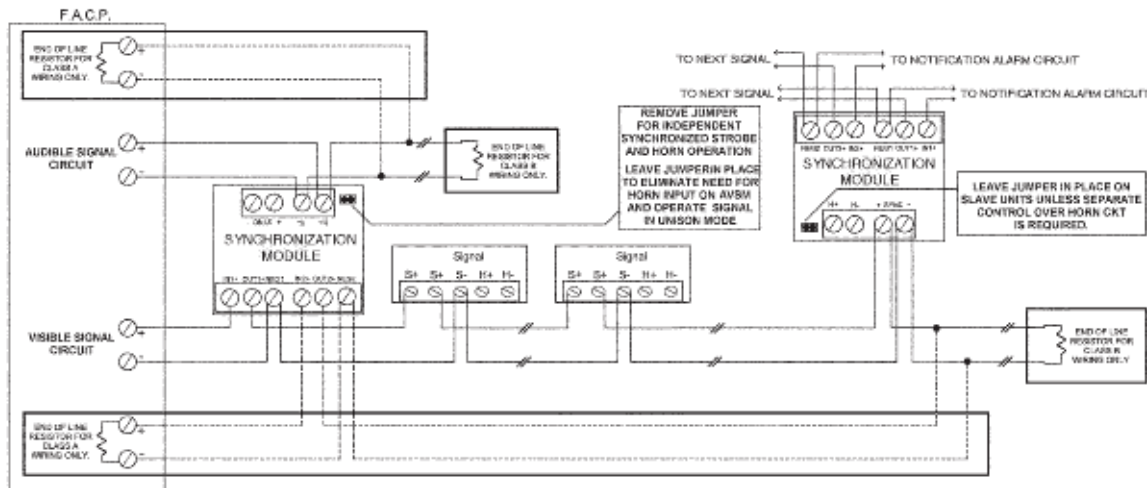 F.A.C.P.
END OF LINE
RESISTOR FOR
CLASS A
WIRING ONLY.
+
-
AUDIBLE SIGNAL
CIRCUIT
+
-
END OF LINE
RESISTOR FOR
CLASS B
WIRING ONLY.
REMOVE JUMPER
FOR INDEPENDENT
SYNCHRONIZED STROBE
AND HORN OPERATION
LEAVE JUMPER IN PLACE
TO ELIMINATE NEED FOR
HORN INPUT ON AVSM
AND OPERATE SIGNAL
IN UNISON MODE
TO NEXT SIGNAL
TO NOTIFICATION ALARM CIRCUIT
TO NEXT SIGNAL
TO NOTIFICATION ALARM CIRCUIT
SYNCHRONIZATION
MODULE
H+ H-
LEAVE JUMPER IN PLACE ON
SLAVE UNITS UNLESS SEPARATE
CONTROL OVER HORN CKT
IS REQUIRED.
SYNCHRONIZATION
MODULE
Signal
S+ S+ S- H+ H-
Signal
S+ S+ S- H+ H-
VISIBLE SIGNAL
CIRCUIT
+
-
END OF LINE
RESISTOR FOR
CLASS B
WIRING ONLY
END OF LINE
RESISTOR FOR
CLASS A
WIRING ONLY.
+
-